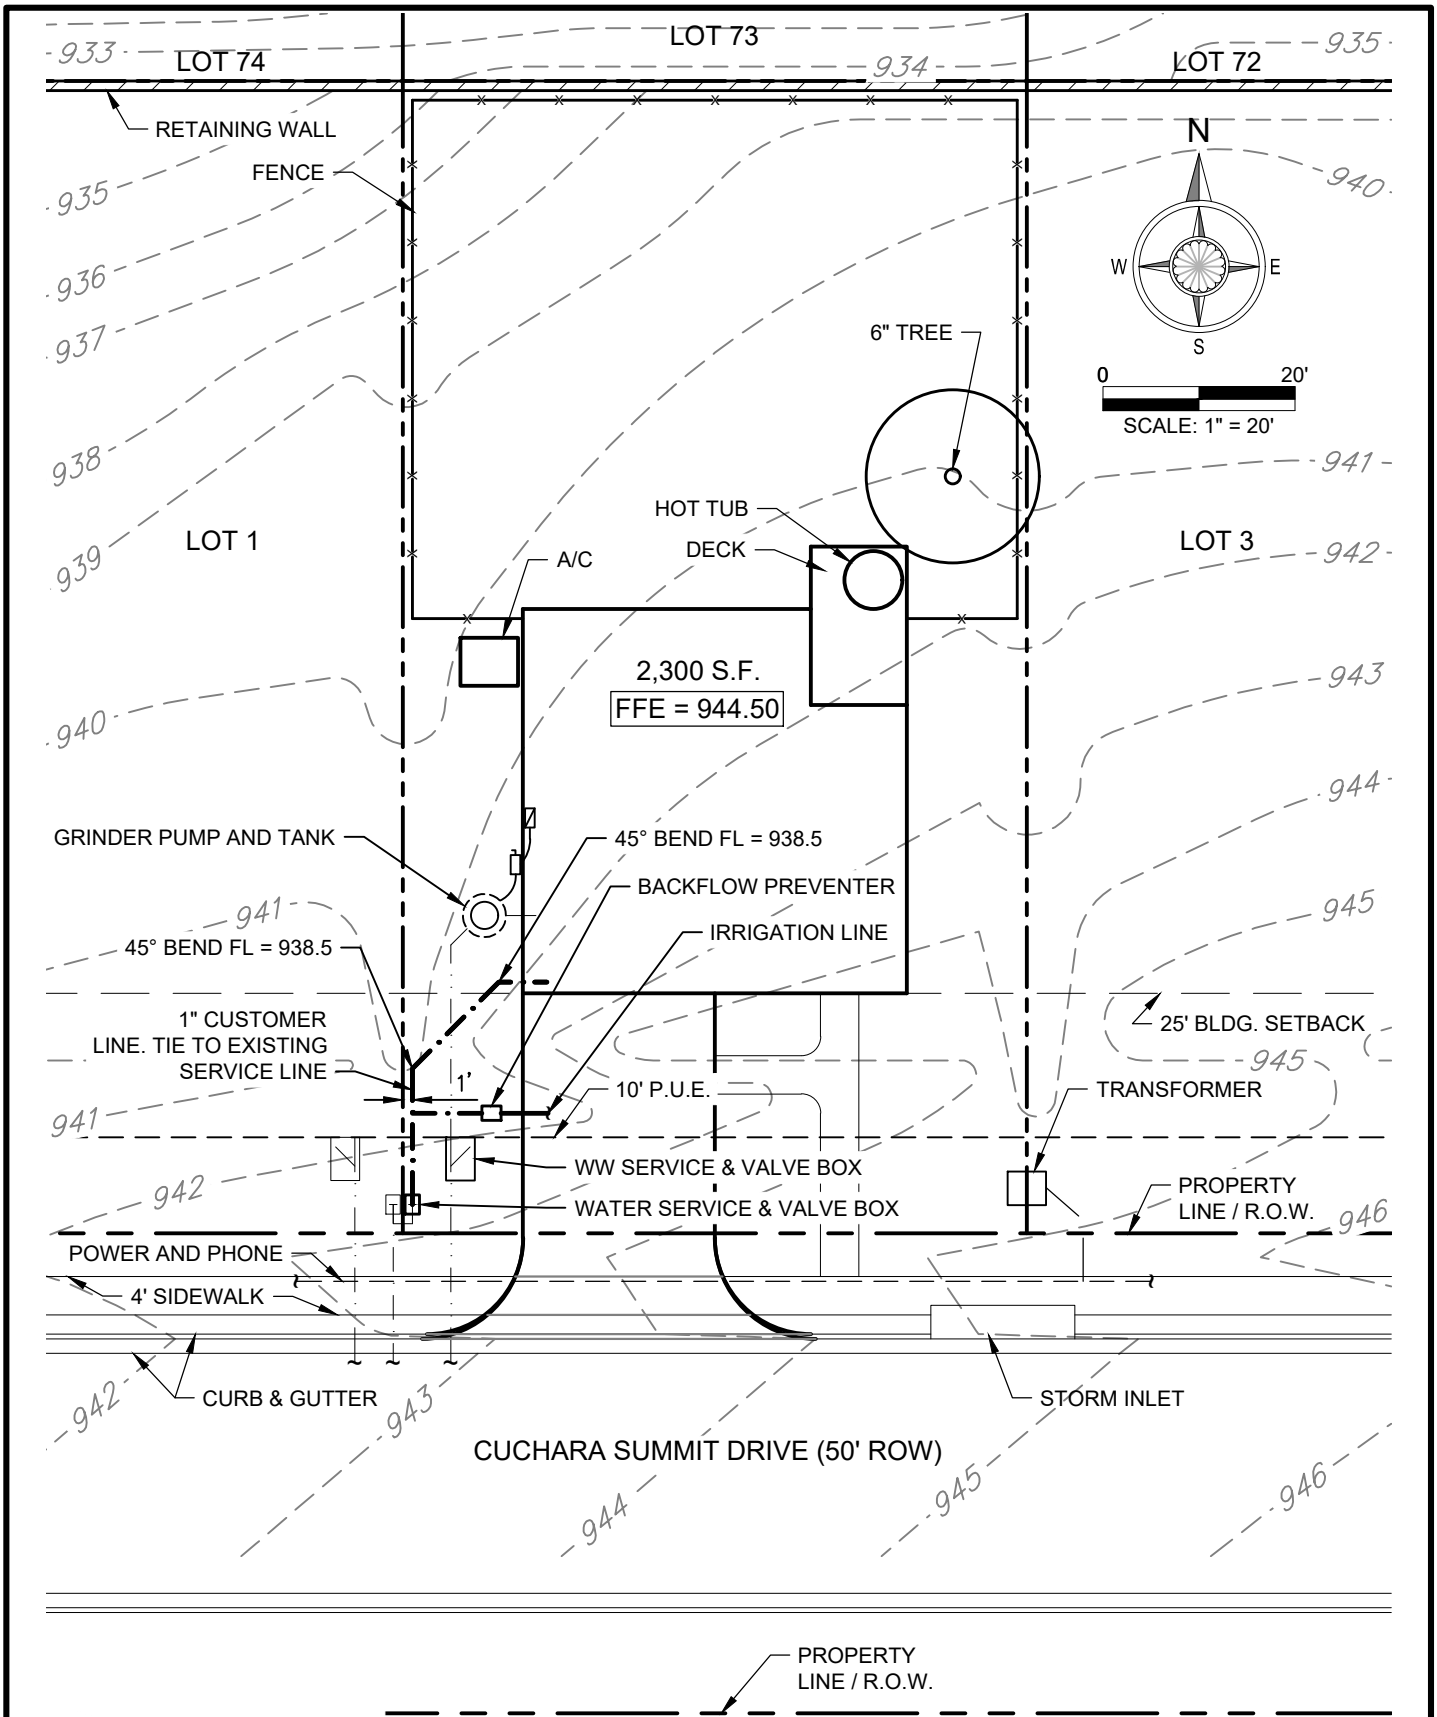 LOT 73
933
LOT 74
934
LOT 72
935
RETAINING WALL
N
FENCE
935
940
936
W
E
937
6" TREE
S
0
20'
SCALE: 1" = 20'
938
941
HOT TUB
LOT 1
DECK
LOT 3
A/C
942
939
2,300 S.F.
943
FFE = 944.50
940
944
GRINDER PUMP AND TANK
45° BEND FL = 938.5
BACKFLOW PREVENTER
941
945
IRRIGATION LINE
45° BEND FL = 938.5
1" CUSTOMER
LINE. TIE TO EXISTING
SERVICE LINE
25' BLDG. SETBACK
945
1'
10' P.U.E.
TRANSFORMER
941
WW SERVICE & VALVE BOX
942
WATER SERVICE & VALVE BOX
PROPERTY
LINE / R.O.W.
946
POWER AND PHONE
4' SIDEWALK
942
CURB & GUTTER
943
STORM INLET
CUCHARA SUMMIT DRIVE (50' ROW)
944
945
946
PROPERTY
LINE / R.O.W.